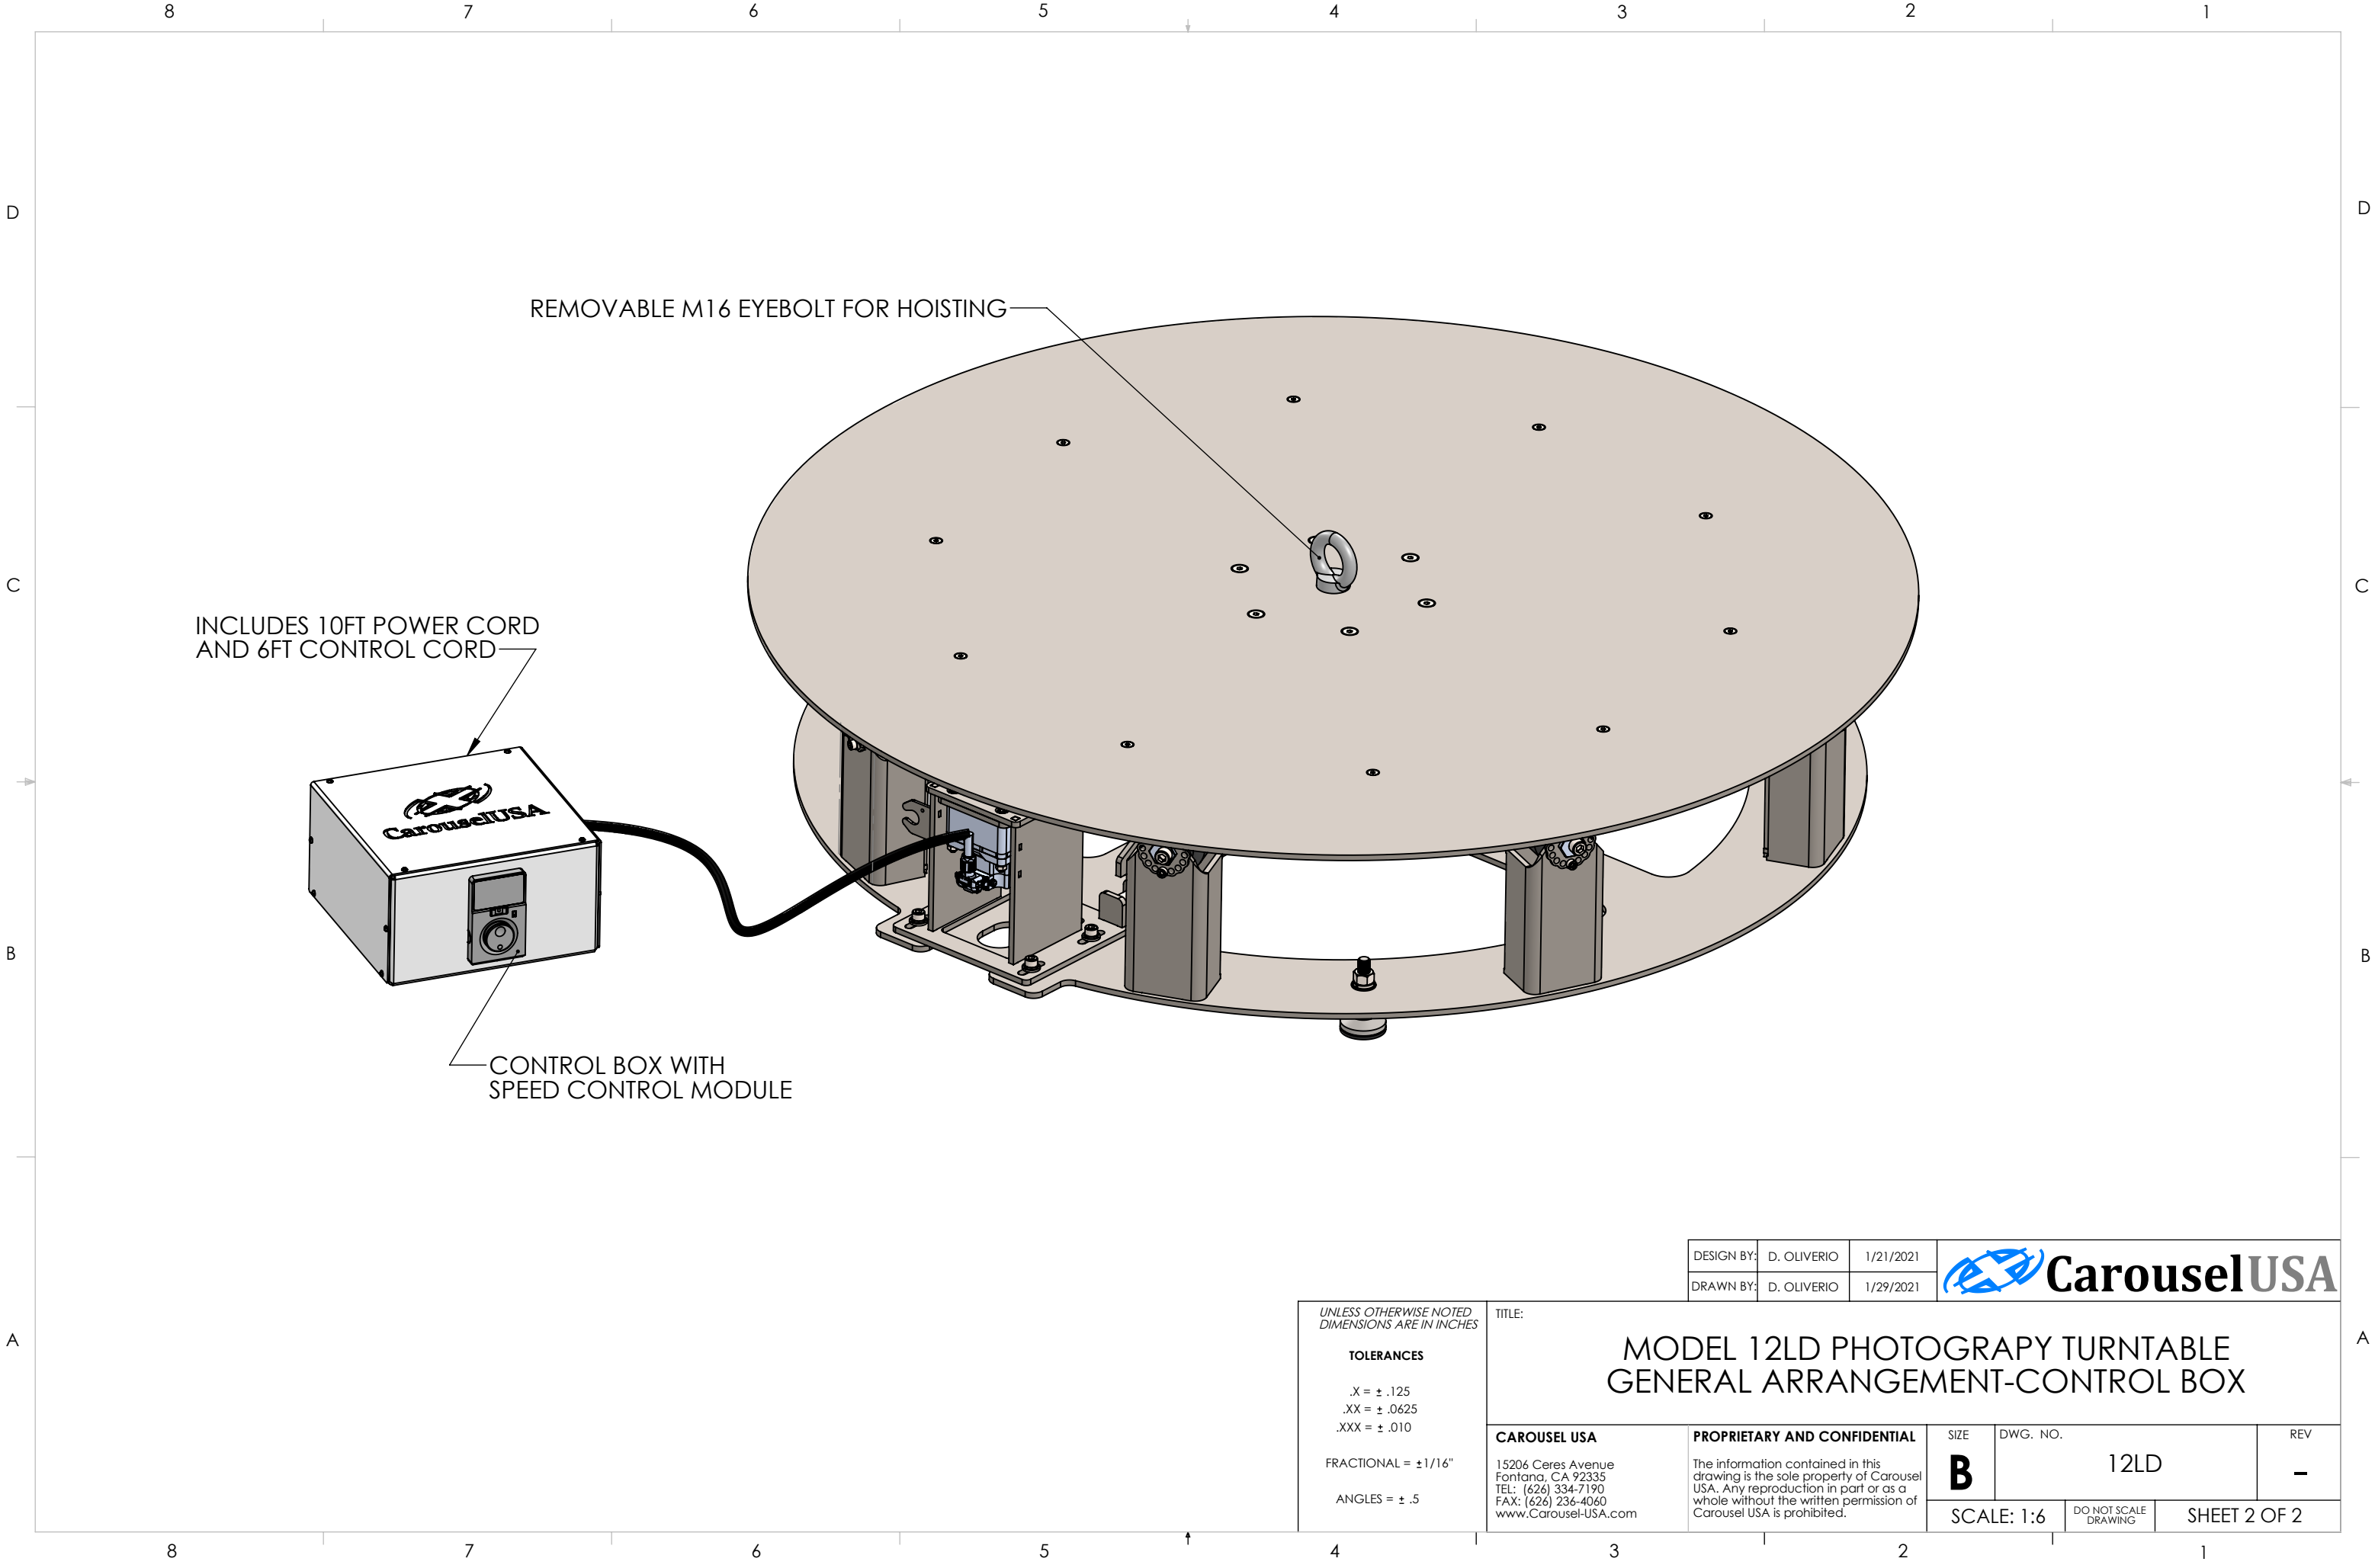 8 7 6 5 4 3 2 1
D D
REMOVABLE M16 EYEBOLT FOR HOISTING
C C
INCLUDES 10FT POWER CORD
AND 6FT CONTROL CORD
CarouselUSA
B B
CONTROL BOX WITH
SPEED CONTROL MODULE
DESIGN BY: D. OLIVERIO 1/21/2021
DRAWN BY: D. OLIVERIO 1/29/2021
CarouselUSA
A A
UNLESS OTHERWISE NOTED
DIMENSIONS ARE IN INCHES
TOLERANCES
.X = ± .125
.XX = ± .0625
.XXX = ± .010
FRACTIONAL = ±1/16"
ANGLES = ± .5
TITLE:
MODEL 12LD PHOTOGRAPY TURNTABLE
GENERAL ARRANGEMENT-CONTROL BOX
CAROUSEL USA
15206 Ceres Avenue
Fontana, CA 92335
TEL: (626) 334-7190
FAX: (626) 236-4060
www.Carousel-USA.com
PROPRIETARY AND CONFIDENTIAL
The information contained in this
drawing is the sole property of Carousel
USA. Any reproduction in part or as a
whole without the written permission of
Carousel USA is prohibited.
SIZE
B
DWG. NO.
12LD
REV
–
SCALE: 1:6
DO NOT SCALE
DRAWING
SHEET 2 OF 2
8 7 6 5 4 3 2 1